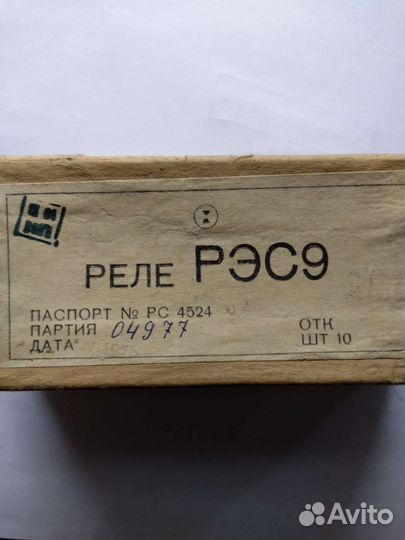 РЕЛЕ РЭС9
ПАСПОРТ № РС 4524
ПАРТИЯ 04977
ДАТА
ОТК
ШТ 10
Avito